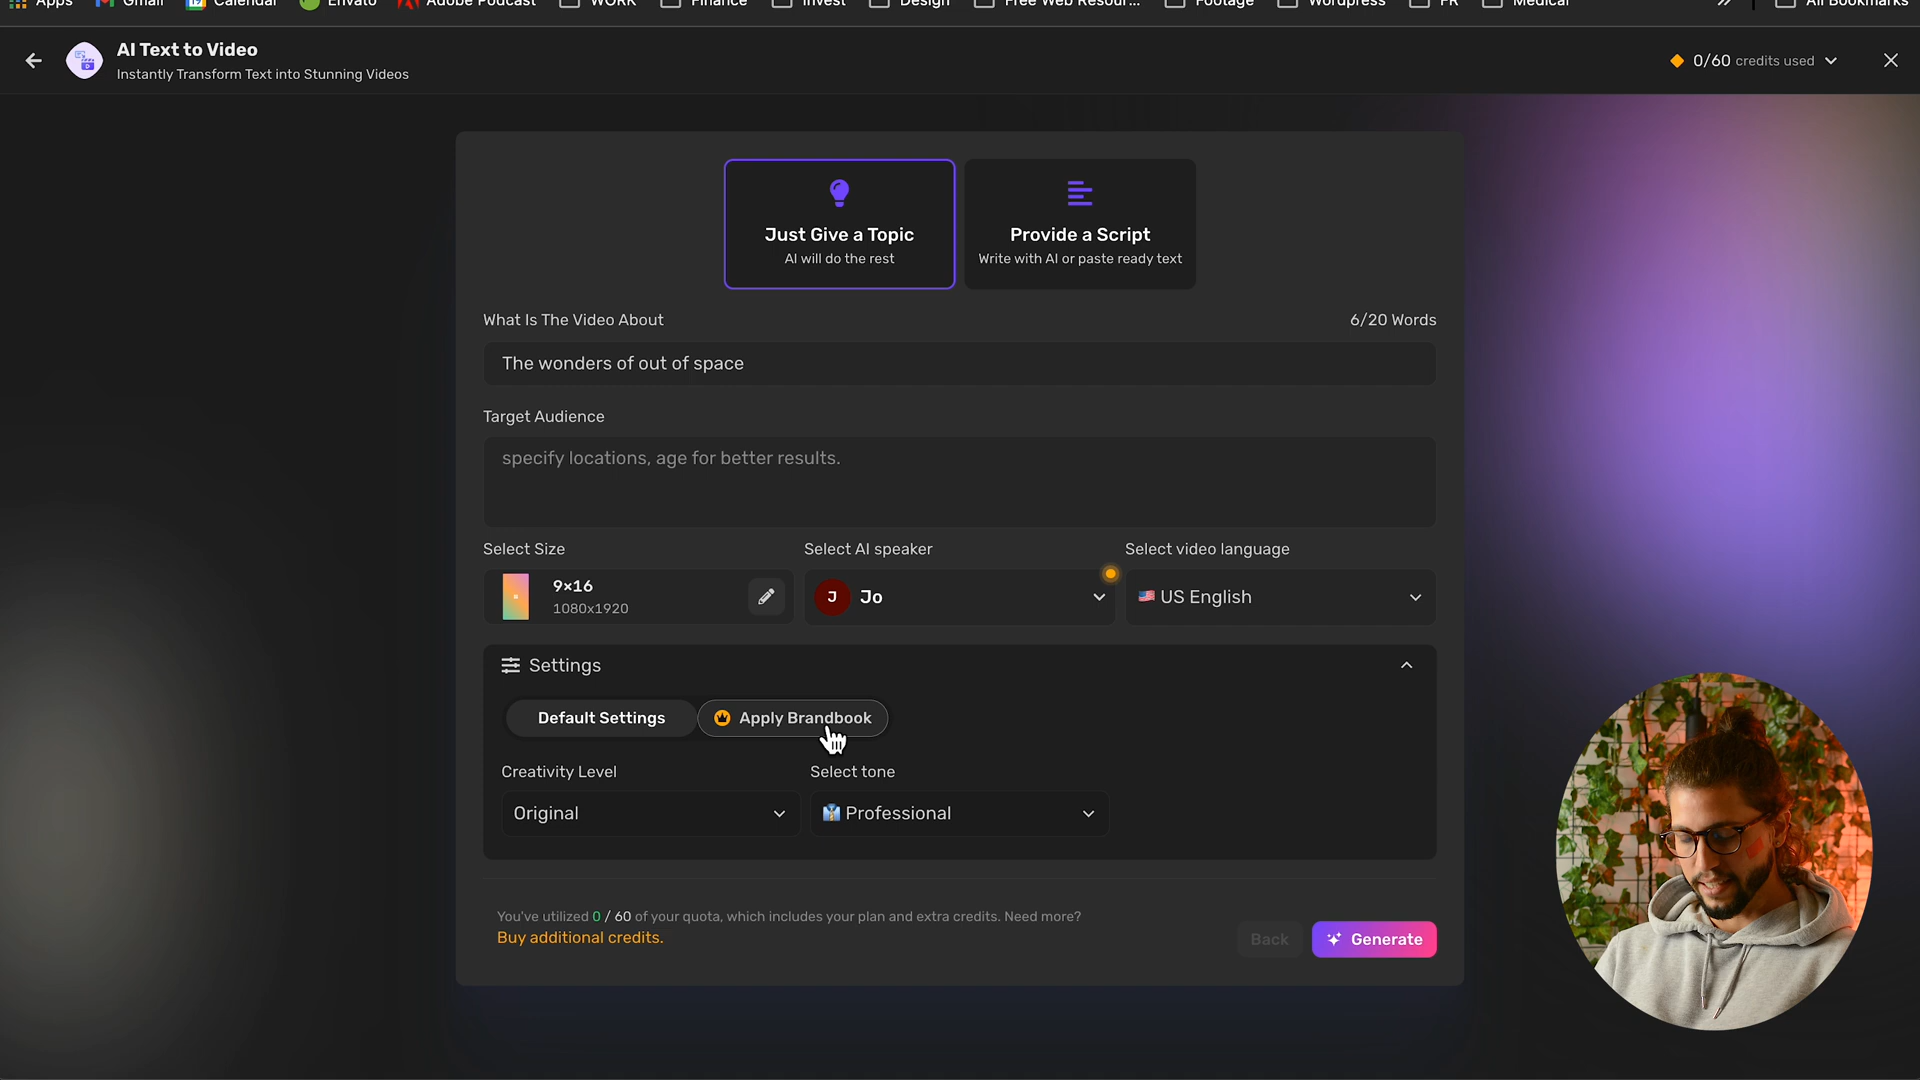 Apps Gmail Calendar Envato Adobe Podcast WORK Finance Invest Design Free Web Resour... Footage Wordpress PR Medical All Bookmarks
AI Text to Video
Instantly Transform Text into Stunning Videos
0/60 credits used
Just Give a Topic
AI will do the rest
Provide a Script
Write with AI or paste ready text
What Is The Video About
6/20 Words
The wonders of out of space
Target Audience
specify locations, age for better results.
Select Size
Select AI speaker
Select video language
9×16
1080x1920
J
Jo
US English
Settings
Default Settings
Apply Brandbook
Creativity Level
Select tone
Original
Professional
You've utilized 0 / 60 of your quota, which includes your plan and extra credits. Need more?
Buy additional credits.
Back
Generate